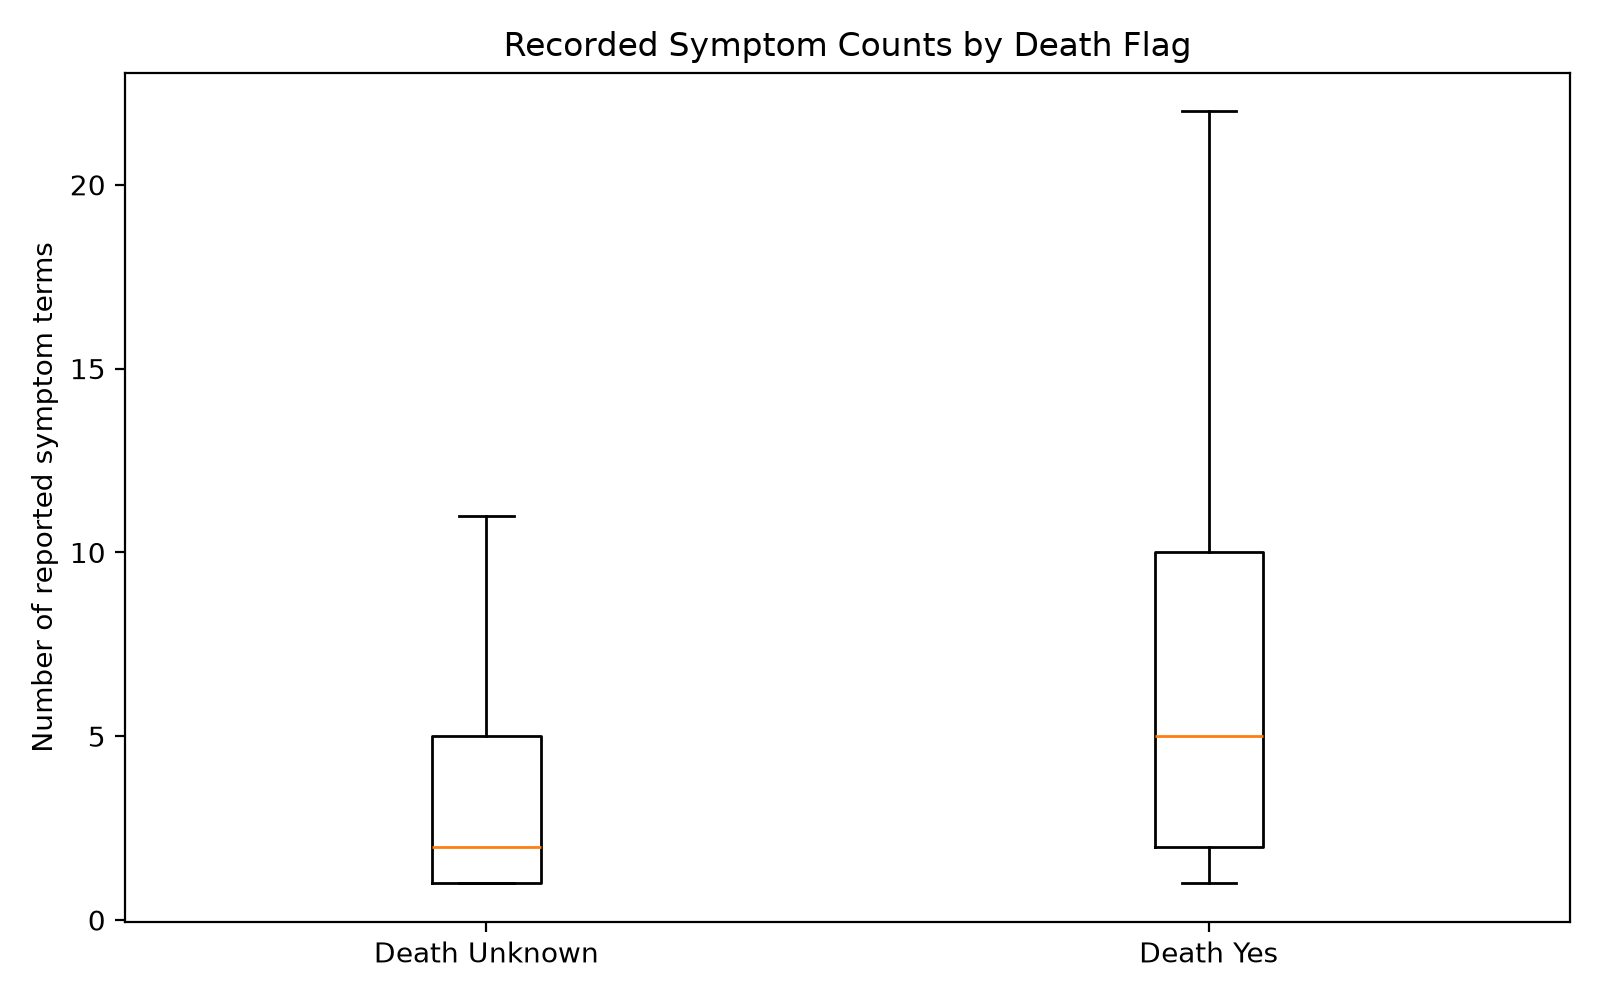 Recorded Symptom Counts by Death Flag
Number of reported symptom terms
20
15
10
5
0
Death Unknown
Death Yes